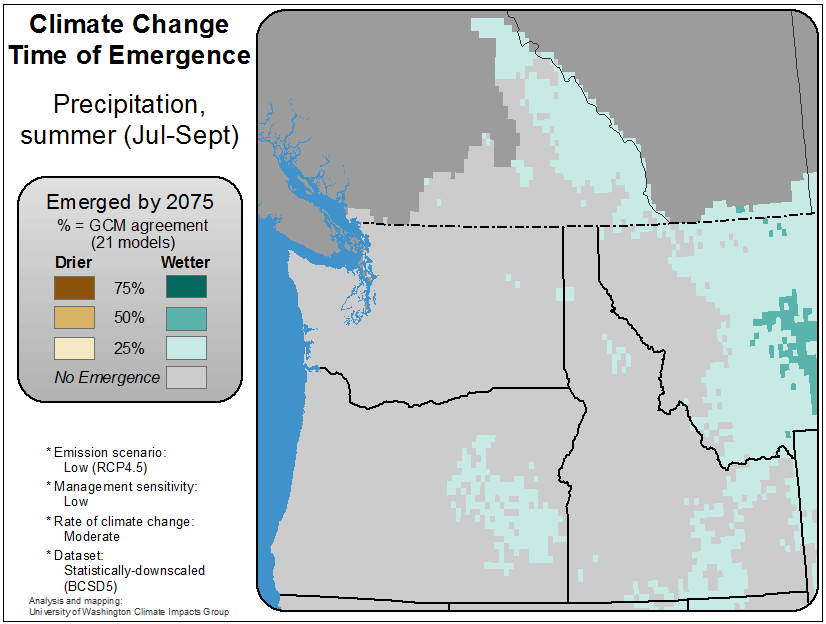 Climate Change
Time of Emergence
Precipitation,
summer (Jul-Sept)
Emerged by 2075
% = GCM agreement
(21 models)
Drier Wetter
75%
50%
25%
No Emergence
* Emission scenario:
Low (RCP4.5)
* Management sensitivity:
Low
* Rate of climate change:
Moderate
* Dataset:
Statistically-downscaled
(BCSD5)
Analysis and mapping:
University of Washington Climate Impacts Group